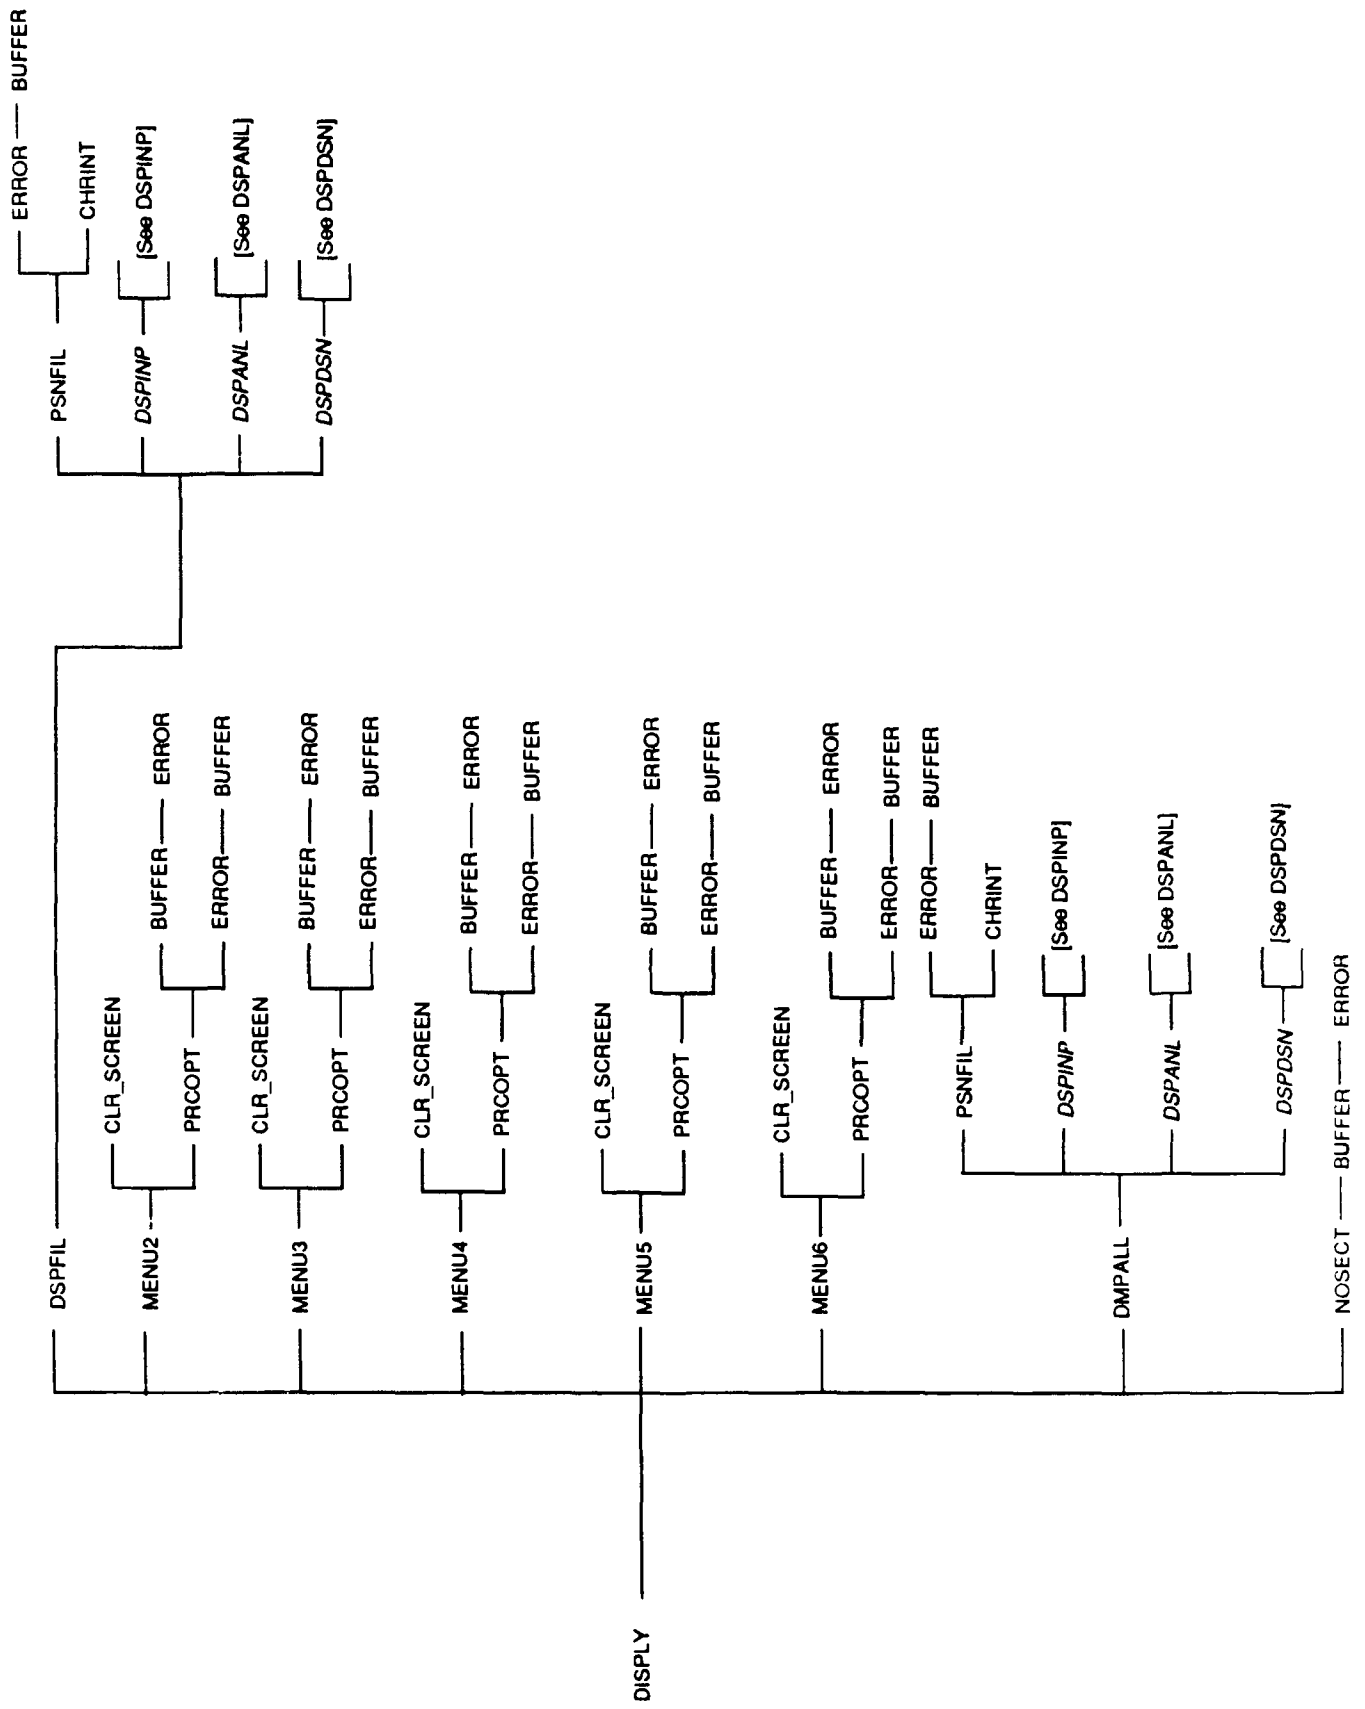 DISPLY
DSPFIL
PSNFIL
ERROR
BUFFER
CHRINT
DSPINP
[See DSPINP]
DSPANL
[See DSPANL]
DSPDSN
[See DSPDSN]
MENU2
CLR_SCREEN
PRCOPT
BUFFER
ERROR
ERROR
BUFFER
MENU3
CLR_SCREEN
PRCOPT
BUFFER
ERROR
ERROR
BUFFER
MENU4
CLR_SCREEN
PRCOPT
BUFFER
ERROR
ERROR
BUFFER
MENU5
CLR_SCREEN
PRCOPT
BUFFER
ERROR
ERROR
BUFFER
MENU6
CLR_SCREEN
PRCOPT
BUFFER
ERROR
ERROR
BUFFER
DMPALL
PSNFIL
ERROR
BUFFER
CHRINT
DSPINP
[See DSPINP]
DSPANL
[See DSPANL]
DSPDSN
[See DSPDSN]
NOSECT
BUFFER
ERROR